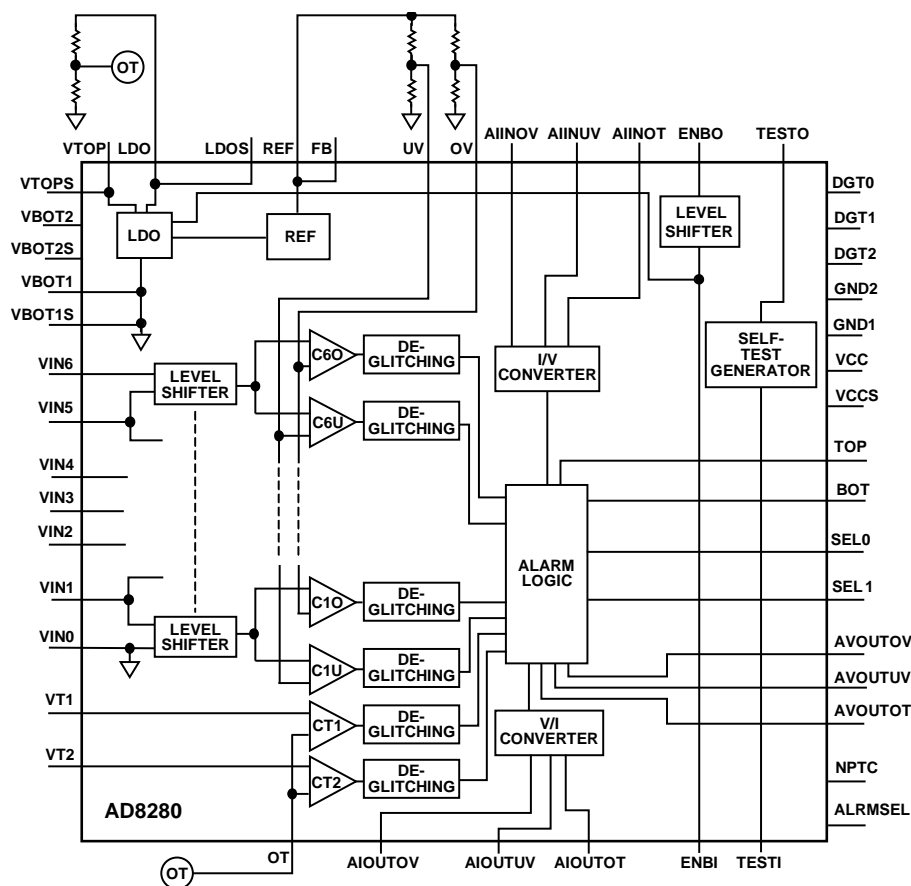 OT
VTOP
LDO
LDOS
REF
FB
UV
OV
AIINOV
AIINUV
AIINOT
ENBO
TESTO
VTOPS
VBOT2
VBOT2S
VBOT1
VBOT1S
VIN6
VIN5
VIN4
VIN3
VIN2
VIN1
VIN0
VT1
VT2
LDO
REF
LEVEL
SHIFTER
DGT0
DGT1
DGT2
GND2
GND1
VCC
VCCS
TOP
BOT
SEL0
SEL1
AVOUTOV
AVOUTUV
AVOUTOT
NPTC
ALRMSEL
SELF-
TEST
GENERATOR
I/V
CONVERTER
LEVEL
SHIFTER
C6O
DE-
GLITCHING
C6U
DE-
GLITCHING
ALARM
LOGIC
LEVEL
SHIFTER
C1O
DE-
GLITCHING
C1U
DE-
GLITCHING
CT1
DE-
GLITCHING
CT2
DE-
GLITCHING
V/I
CONVERTER
AD8280
OT
OT
AIOUTOV
AIOUTUV
AIOUTOT
ENBI
TESTI